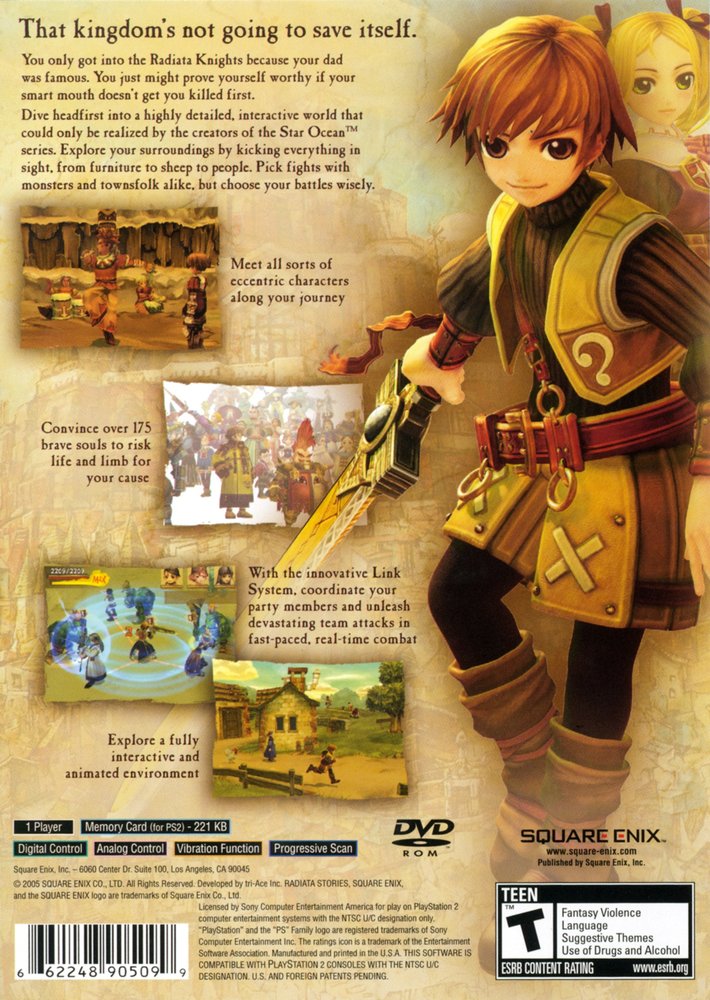 That kingdom's not going to save itself.
You only got into the Radiata Knights because your dad
was famous. You just might prove yourself worthy if your
smart mouth doesn't get you killed first.
Dive headfirst into a highly detailed, interactive world that
could only be realized by the creators of the Star Ocean™
series. Explore your surroundings by kicking everything in
sight, from furniture to sheep to people. Pick fights with
monsters and townsfolk alike, but choose your battles wisely.
Meet all sorts of
eccentric characters
along your journey
Convince over 175
brave souls to risk
life and limb for
your cause
2209/2209
MAX
With the innovative Link
System, coordinate your
party members and unleash
devastating team attacks in
fast-paced, real-time combat
Explore a fully
interactive and
animated environment
1 Player
Memory Card (for PS2) - 221 KB
Digital Control
Analog Control
Vibration Function
Progressive Scan
DVD
ROM
SQUARE ENIX™
www.square-enix.com
Published by Square Enix, Inc.
Square Enix, Inc. – 6060 Center Dr. Suite 100, Los Angeles, CA 90045
© 2005 SQUARE ENIX CO., LTD. All Rights Reserved. Developed by tri-Ace Inc. RADIATA STORIES, SQUARE ENIX,
and the SQUARE ENIX logo are trademarks of Square Enix Co., Ltd.
Licensed by Sony Computer Entertainment America for play on PlayStation 2
computer entertainment systems with the NTSC U/C designation only.
"PlayStation" and the "PS" Family logo are registered trademarks of Sony
Computer Entertainment Inc. The ratings icon is a trademark of the Entertainment
Software Association. Manufactured and printed in the U.S.A. THIS SOFTWARE IS
COMPATIBLE WITH PLAYSTATION 2 CONSOLES WITH THE NTSC U/C
DESIGNATION. U.S. AND FOREIGN PATENTS PENDING.
6 62248 90509 9
TEEN
T
™
Fantasy Violence
Language
Suggestive Themes
Use of Drugs and Alcohol
ESRB CONTENT RATING
www.esrb.org